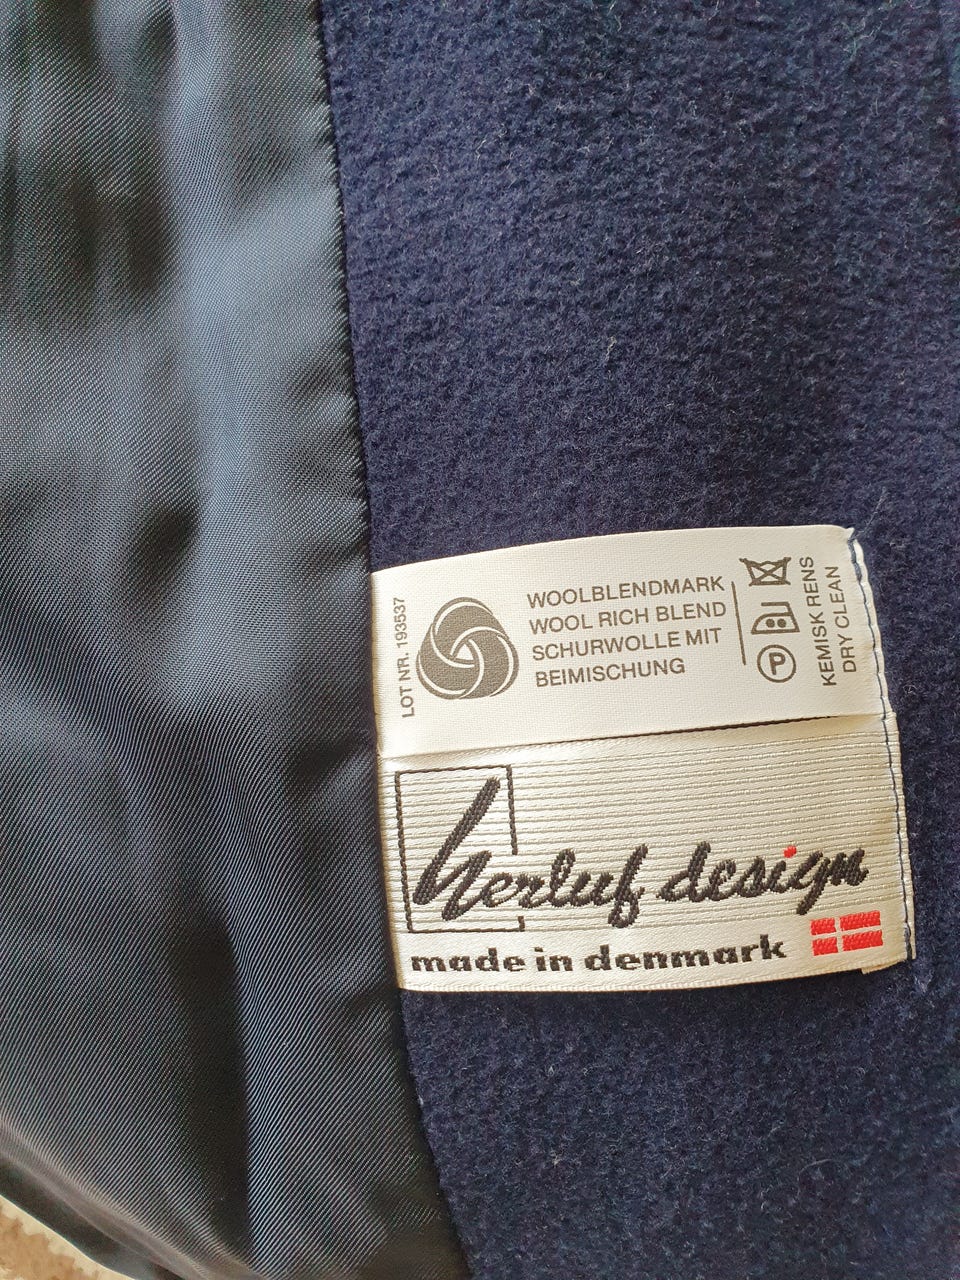 LOT NR. 193537
WOOLBLENDMARK
WOOL RICH BLEND
SCHURWOLLE MIT
BEIMISCHUNG
P
KEMISK RENS
DRY CLEAN
herluf design
made in denmark